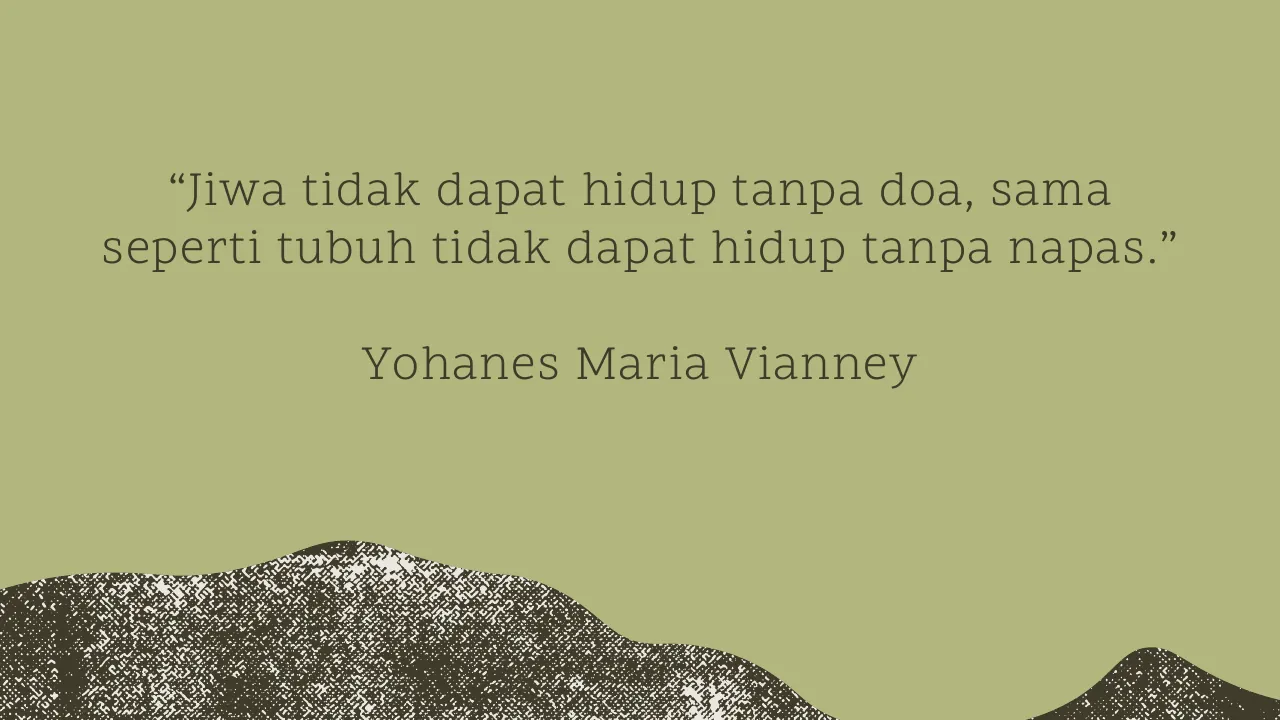 “Jiwa tidak dapat hidup tanpa doa, sama
seperti tubuh tidak dapat hidup tanpa napas.”
Yohanes Maria Vianney